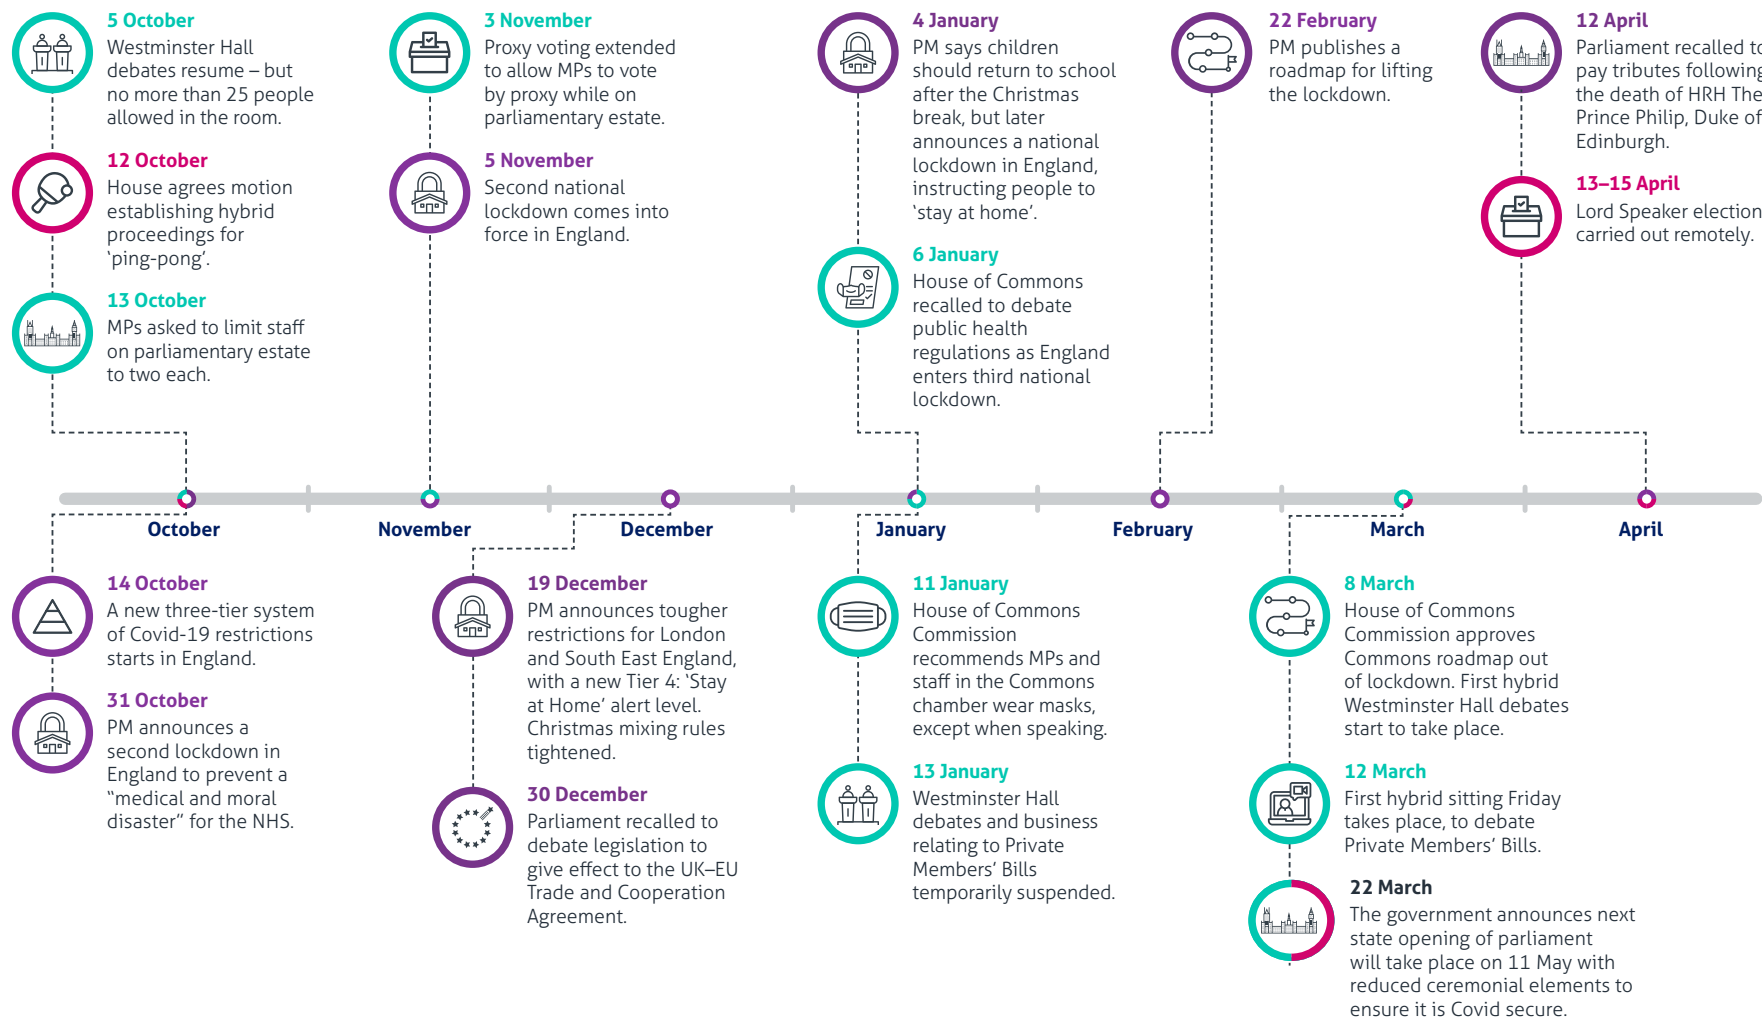 5 October
Westminster Hall
debates resume – but
no more than 25 people
allowed in the room.
12 October
House agrees motion
establishing hybrid
proceedings for
‘ping-pong’.
13 October
MPs asked to limit staff
on parliamentary estate
to two each.
3 November
Proxy voting extended
to allow MPs to vote
by proxy while on
parliamentary estate.
5 November
Second national
lockdown comes into
force in England.
4 January
PM says children
should return to school
after the Christmas
break, but later
announces a national
lockdown in England,
instructing people to
‘stay at home’.
6 January
House of Commons
recalled to debate
public health
regulations as England
enters third national
lockdown.
22 February
PM publishes a
roadmap for lifting
the lockdown.
12 April
Parliament recalled to
pay tributes following
the death of HRH The
Prince Philip, Duke of
Edinburgh.
13–15 April
Lord Speaker election
carried out remotely.
October
November
December
January
February
March
April
14 October
A new three-tier system
of Covid-19 restrictions
starts in England.
31 October
PM announces a
second lockdown in
England to prevent a
“medical and moral
disaster” for the NHS.
19 December
PM announces tougher
restrictions for London
and South East England,
with a new Tier 4: ‘Stay
at Home’ alert level.
Christmas mixing rules
tightened.
30 December
Parliament recalled to
debate legislation to
give effect to the UK–EU
Trade and Cooperation
Agreement.
11 January
House of Commons
Commission
recommends MPs and
staff in the Commons
chamber wear masks,
except when speaking.
13 January
Westminster Hall
debates and business
relating to Private
Members’ Bills
temporarily suspended.
8 March
House of Commons
Commission approves
Commons roadmap out
of lockdown. First hybrid
Westminster Hall debates
start to take place.
12 March
First hybrid sitting Friday
takes place, to debate
Private Members’ Bills.
22 March
The government announces next
state opening of parliament
will take place on 11 May with
reduced ceremonial elements to
ensure it is Covid secure.